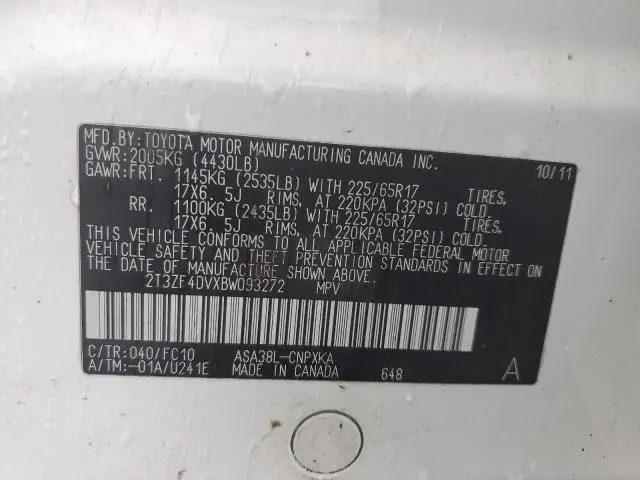 MFD.BY:TOYOTA MOTOR MANUFACTURING CANADA INC.
GVWR:2005KG (4430LB) 10/11
GAWR:FRT. 1145KG (2535LB) WITH 225/65R17 TIRES,
17X6.5J RIMS, AT 220KPA (32PSI) COLD.
RR. 1100KG (2435LB) WITH 225/65R17 TIRES,
17X6.5J RIMS, AT 220KPA (32PSI) COLD.
THIS VEHICLE CONFORMS TO ALL APPLICABLE FEDERAL MOTOR
VEHICLE SAFETY AND THEFT PREVENTION STANDARDS IN EFFECT ON
THE DATE OF MANUFACTURE SHOWN ABOVE.
2T3ZF4DVXBW093272 MPV
C/TR:040/FC10 ASA38L-CNPXKA
A/TM:-01A/U241E MADE IN CANADA 648 A